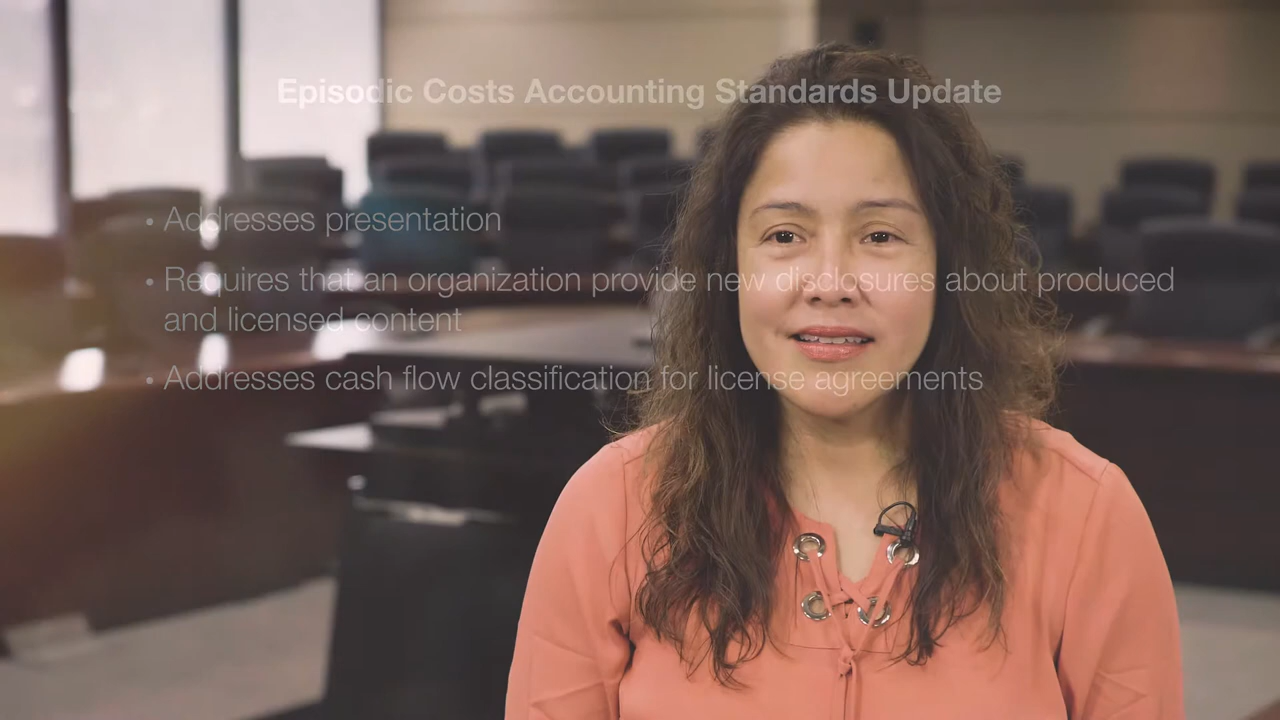 Episodic Costs Accounting Standards Update
• Addresses presentation
• Requires that an organization provide new disclosures about produced
and licensed content
• Addresses cash flow classification for license agreements